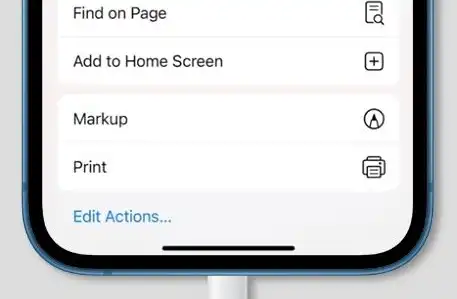 Find on Page
Add to Home Screen
Markup
Print
Edit Actions...